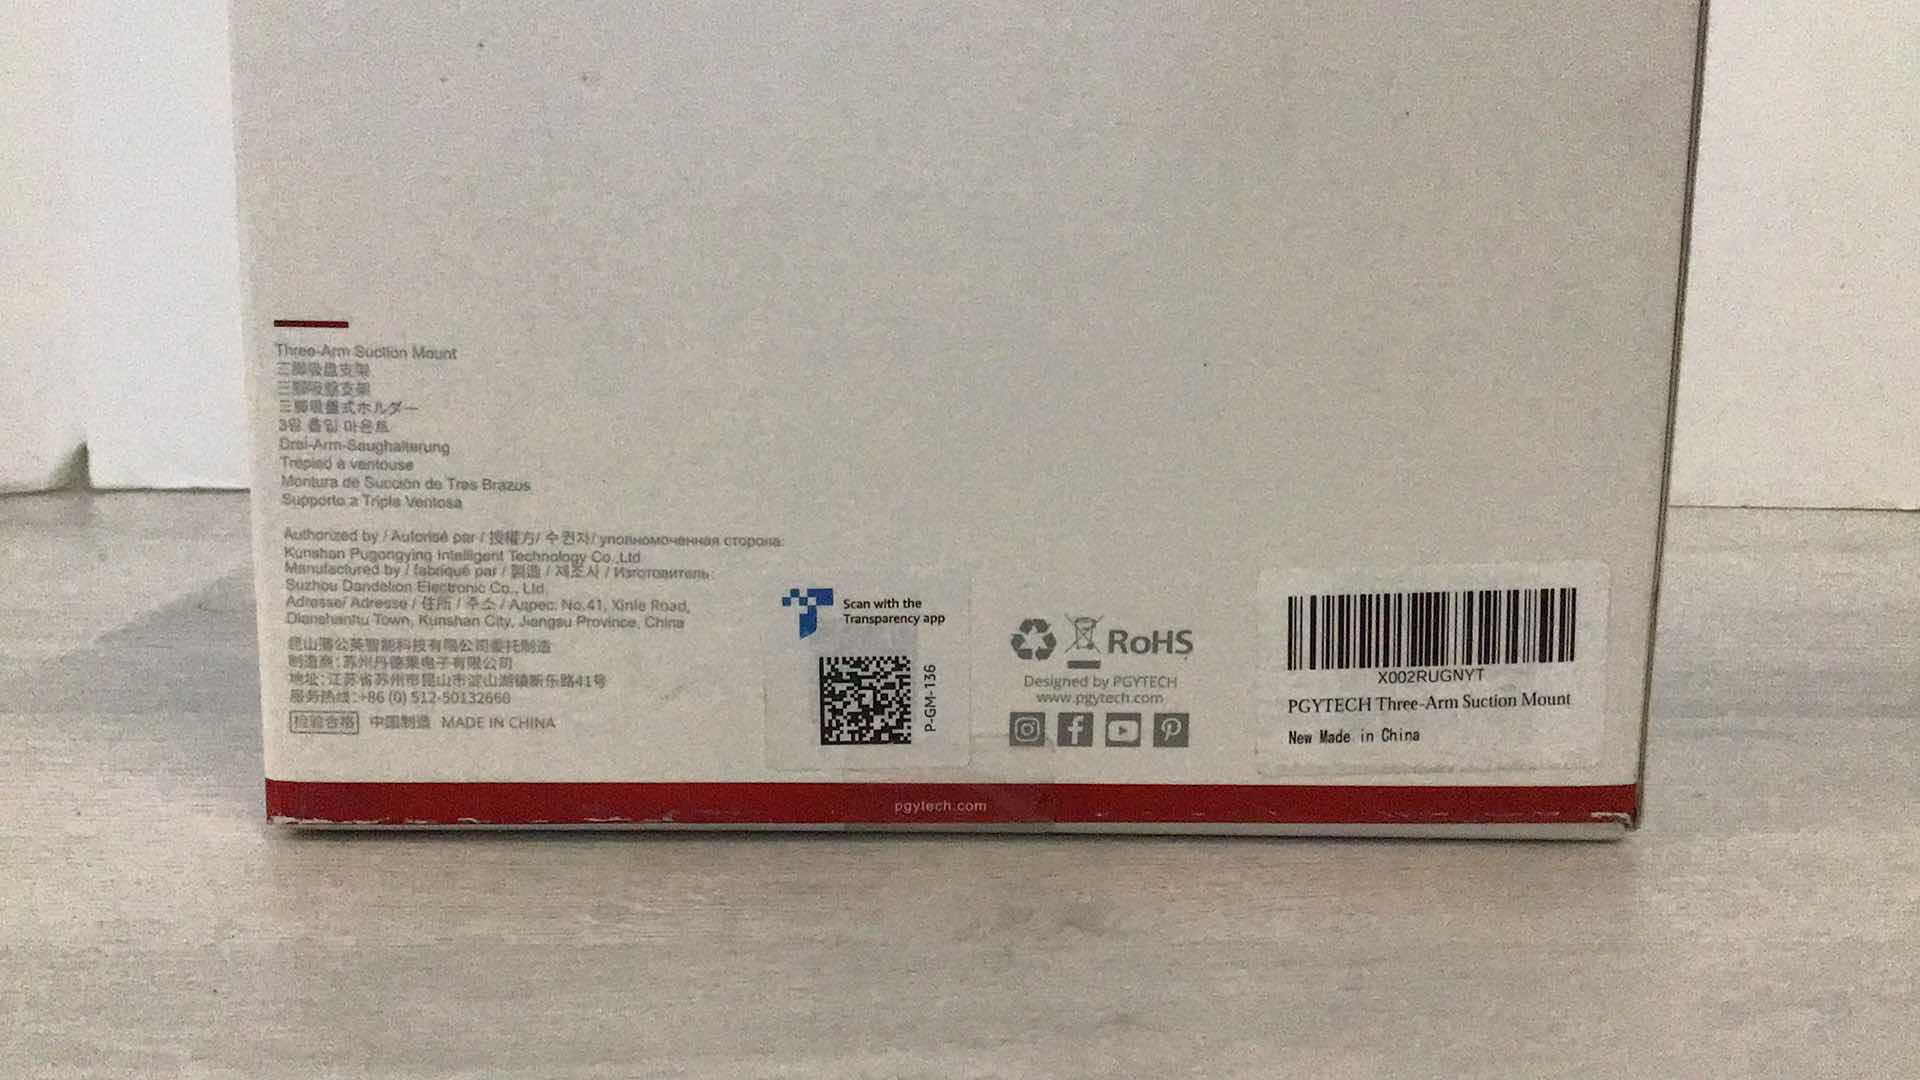 Three-Arm Suction Mount
三脚吸盘支架
三腳吸盤支架
三脚吸盤式ホルダー
3암 흡입 마운트
Drei-Arm-Saughalterung
Trépied à ventouse
Montura de Succión de Tres Brazos
Supporto a Tripla Ventosa
Authorized by / Autorisé par / 授權方/ 수권자/ уполномоченная сторона:
Kunshan Pugongying Intelligent Technology Co.,Ltd
Manufactured by / fabriqué par / 製造 / 제조사 / Изготовитель:
Suzhou Dandelion Electronic Co., Ltd.
Adresse/ Adresse / 住所 / 주소 / Адрес: No.41, Xinle Road,
Dianshanhu Town, Kunshan City, Jiangsu Province, China
昆山蒲公英智能科技有限公司委托制造
制造商:苏州丹德莱电子有限公司
地址:江苏省苏州市昆山市淀山湖镇新乐路41号
服务热线:+86 (0) 512-50132660
检验合格 中国制造 MADE IN CHINA
Scan with the
Transparency app
P-GM-136
RoHS
Designed by PGYTECH
www.pgytech.com
X002RUGNYT
PGYTECH Three-Arm Suction Mount
New Made in China
pgytech.com